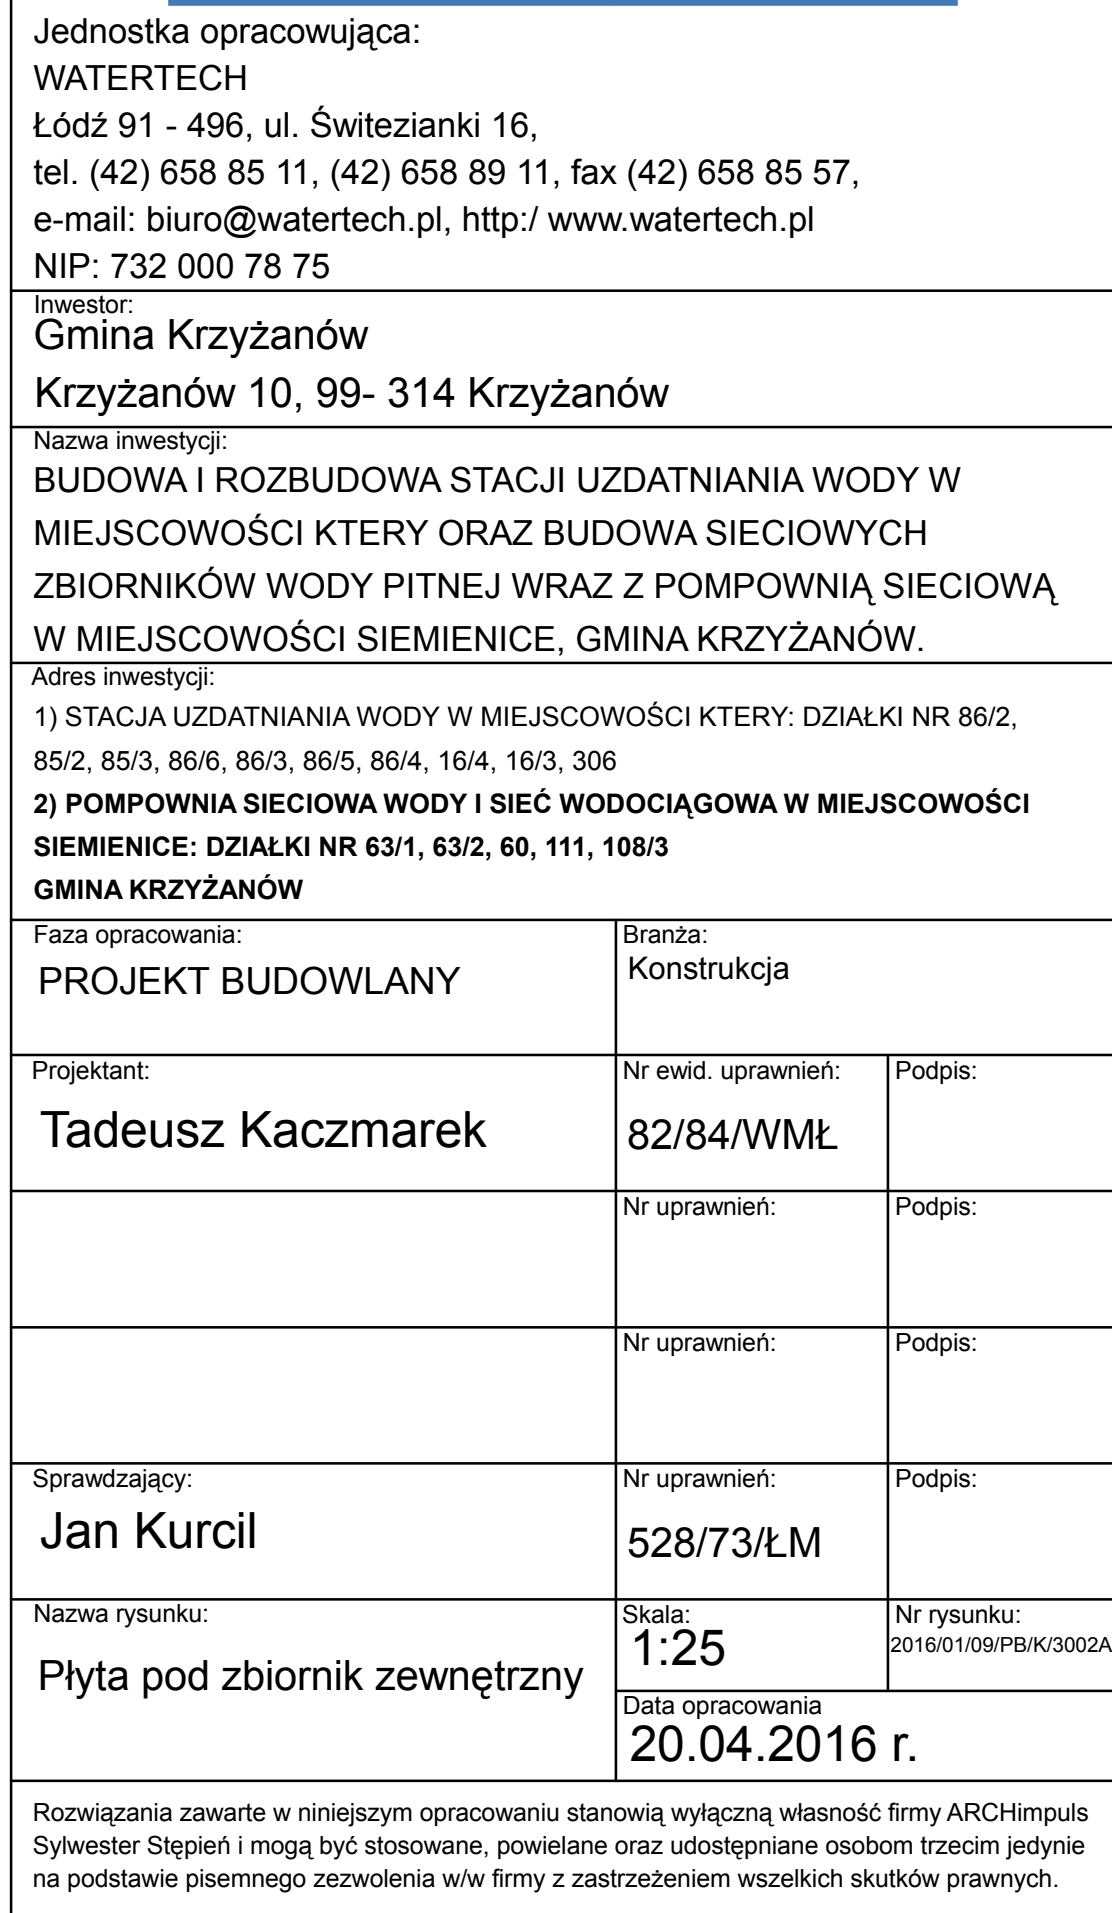 Jednostka opracowująca:
WATERTECH
Łódź 91 - 496, ul. Świtezianki 16,
tel. (42) 658 85 11, (42) 658 89 11, fax (42) 658 85 57,
e-mail: biuro@watertech.pl, http:/ www.watertech.pl
NIP: 732 000 78 75
Inwestor:
Gmina Krzyżanów
Krzyżanów 10, 99- 314 Krzyżanów
Nazwa inwestycji:
BUDOWA I ROZBUDOWA STACJI UZDATNIANIA WODY W
MIEJSCOWOŚCI KTERY ORAZ BUDOWA SIECIOWYCH
ZBIORNIKÓW WODY PITNEJ WRAZ Z POMPOWNIĄ SIECIOWĄ
W MIEJSCOWOŚCI SIEMIENICE, GMINA KRZYŻANÓW.
Adres inwestycji:
1) STACJA UZDATNIANIA WODY W MIEJSCOWOŚCI KTERY: DZIAŁKI NR 86/2,
85/2, 85/3, 86/6, 86/3, 86/5, 86/4, 16/4, 16/3, 306
2) POMPOWNIA SIECIOWA WODY I SIEĆ WODOCIĄGOWA W MIEJSCOWOŚCI
SIEMIENICE: DZIAŁKI NR 63/1, 63/2, 60, 111, 108/3
GMINA KRZYŻANÓW
Faza opracowania:
PROJEKT BUDOWLANY
Branża:
Konstrukcja
Projektant:
Tadeusz Kaczmarek
Nr ewid. uprawnień:
82/84/WMŁ
Podpis:
Nr uprawnień:
Podpis:
Nr uprawnień:
Podpis:
Sprawdzający:
Jan Kurcil
Nr uprawnień:
528/73/ŁM
Podpis:
Nazwa rysunku:
Płyta pod zbiornik zewnętrzny
Skala:
1:25
Nr rysunku:
2016/01/09/PB/K/3002A
Data opracowania
20.04.2016 r.
Rozwiązania zawarte w niniejszym opracowaniu stanowią wyłączną własność firmy ARCHimpuls
Sylwester Stępień i mogą być stosowane, powielane oraz udostępniane osobom trzecim jedynie
na podstawie pisemnego zezwolenia w/w firmy z zastrzeżeniem wszelkich skutków prawnych.